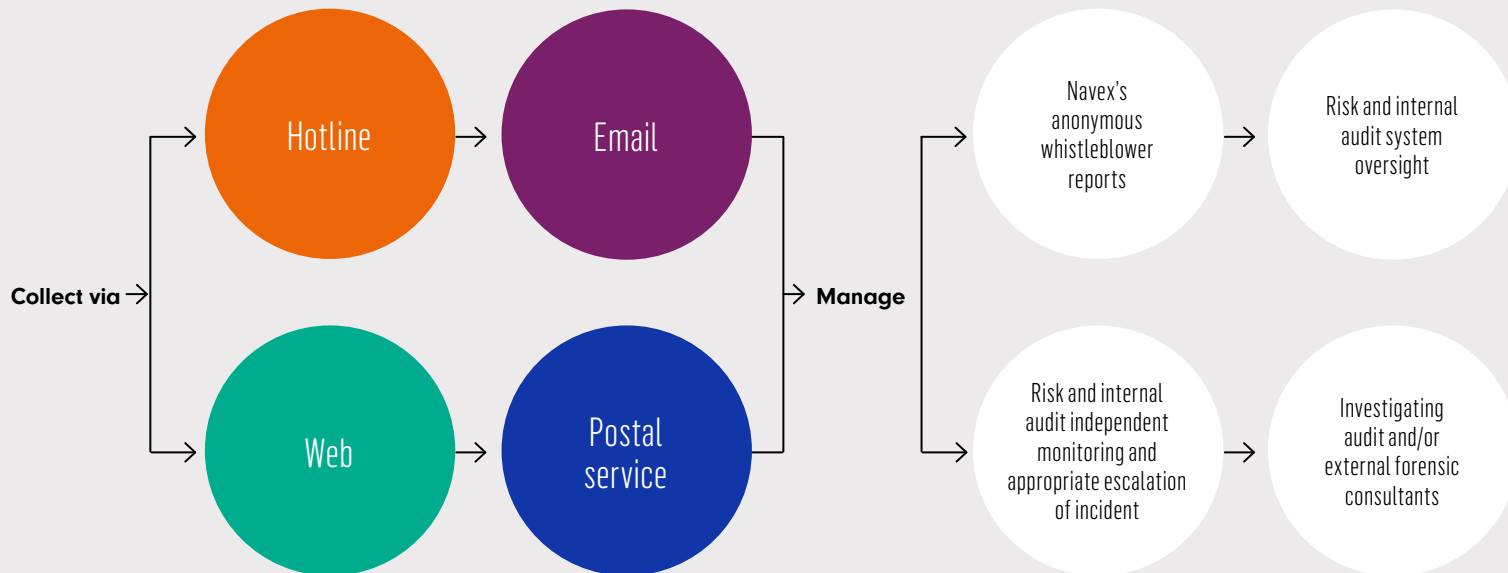 Collect via
Hotline
Email
Web
Postal
service
Manage
Navex's
anonymous
whistleblower
reports
Risk and internal
audit system
oversight
Risk and internal
audit independent
monitoring and
appropriate escalation
of incident
Investigating
audit and/or
external forensic
consultants